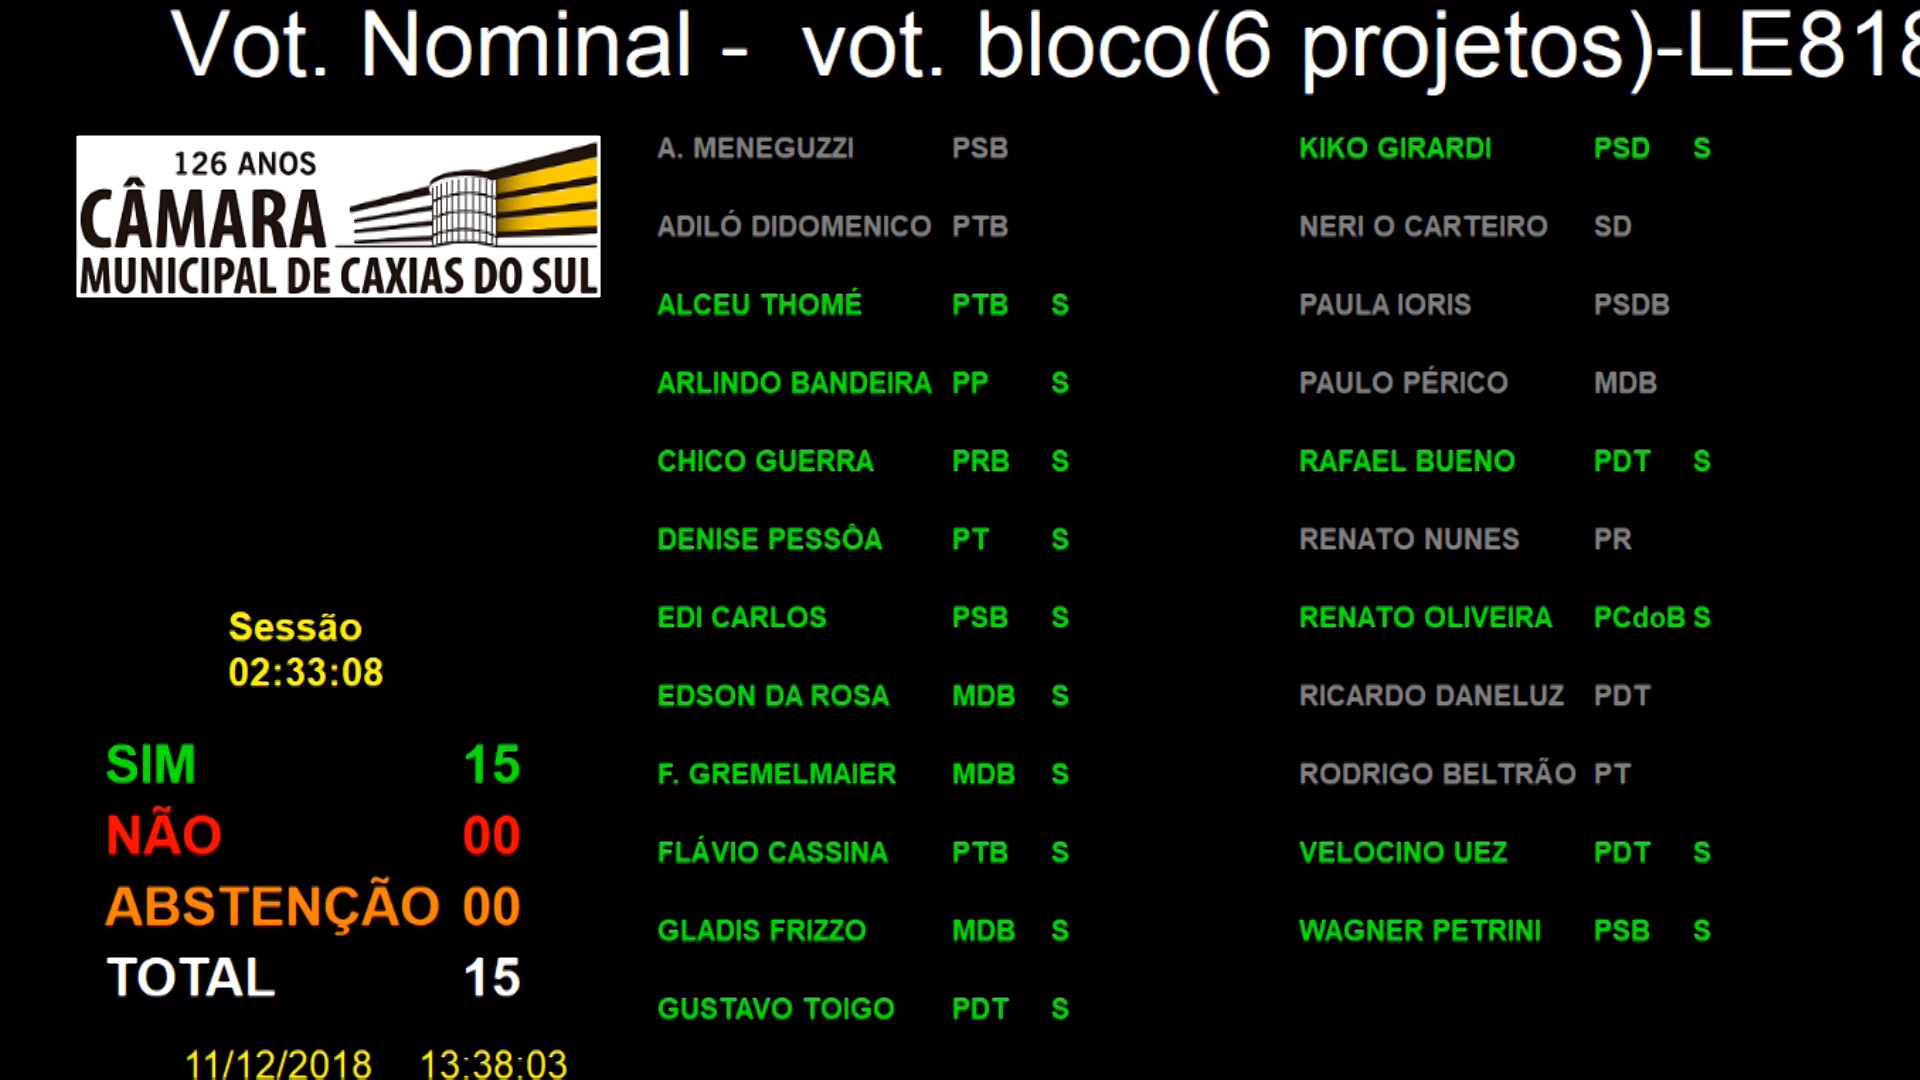 Vot. Nominal - vot. bloco(6 projetos)-LE818
126 ANOS
CÂMARA
MUNICIPAL DE CAXIAS DO SUL
Sessão
02:33:08
SIM 15
NÃO 00
ABSTENÇÃO 00
TOTAL 15
11/12/2018 13:38:03
A. MENEGUZZI PSB
ADILÓ DIDOMENICO PTB
ALCEU THOMÉ PTB S
ARLINDO BANDEIRA PP S
CHICO GUERRA PRB S
DENISE PESSÔA PT S
EDI CARLOS PSB S
EDSON DA ROSA MDB S
F. GREMELMAIER MDB S
FLÁVIO CASSINA PTB S
GLADIS FRIZZO MDB S
GUSTAVO TOIGO PDT S
KIKO GIRARDI PSD S
NERI O CARTEIRO SD
PAULA IORIS PSDB
PAULO PÉRICO MDB
RAFAEL BUENO PDT S
RENATO NUNES PR
RENATO OLIVEIRA PCdoB S
RICARDO DANELUZ PDT
RODRIGO BELTRÃO PT
VELOCINO UEZ PDT S
WAGNER PETRINI PSB S